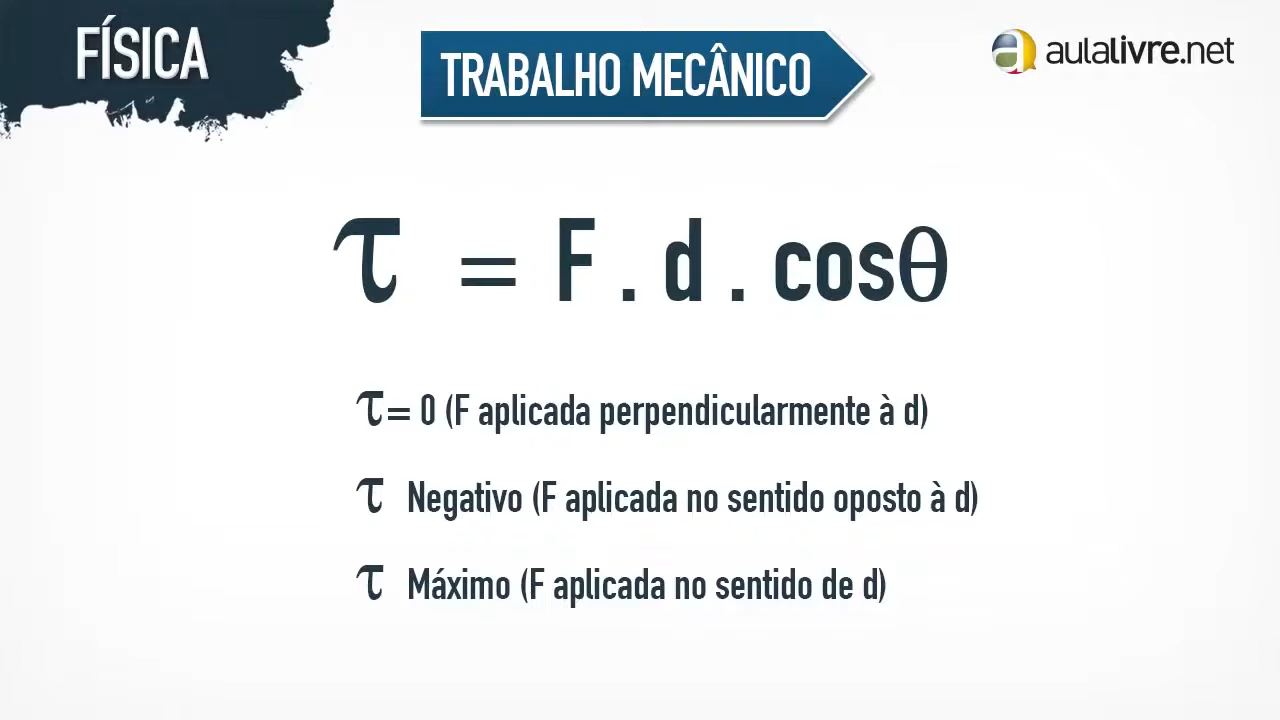 FÍSICA
TRABALHO MECÂNICO
a aulalivre.net
τ = F . d . cosθ
τ= 0 (F aplicada perpendicularmente à d)
τ Negativo (F aplicada no sentido oposto à d)
τ Máximo (F aplicada no sentido de d)